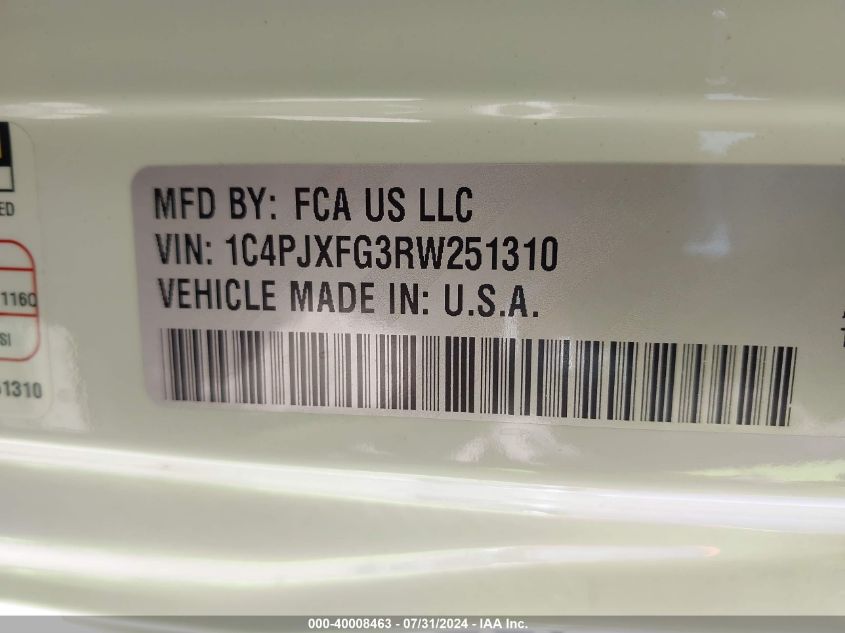 MFD BY: FCA US LLC
VIN: 1C4PJXFG3RW251310
VEHICLE MADE IN: U.S.A.
ED
1160
SI
51310
000-40008463 - 07/31/2024 - IAA Inc.